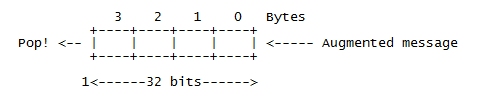 3 2 1 0 Bytes
+----+----+----+----+
Pop! <-- | | | | | <----- Augmented message
+----+----+----+----+
1<------32 bits------>